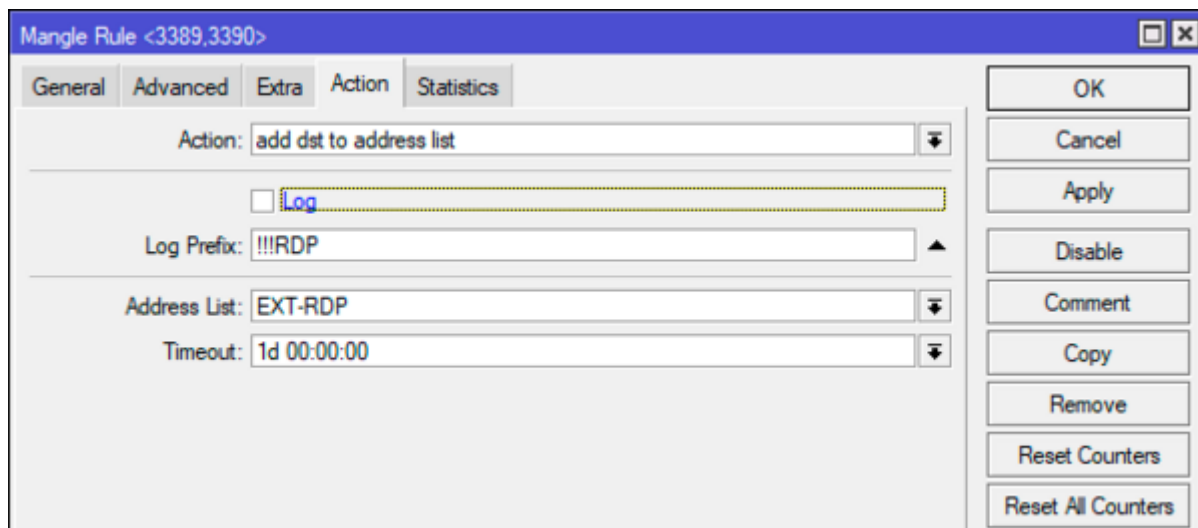 Mangle Rule <3389,3390>
General Advanced Extra Action Statistics
Action: add dst to address list
Log
Log Prefix: !!!RDP
Address List: EXT-RDP
Timeout: 1d 00:00:00
OK
Cancel
Apply
Disable
Comment
Copy
Remove
Reset Counters
Reset All Counters